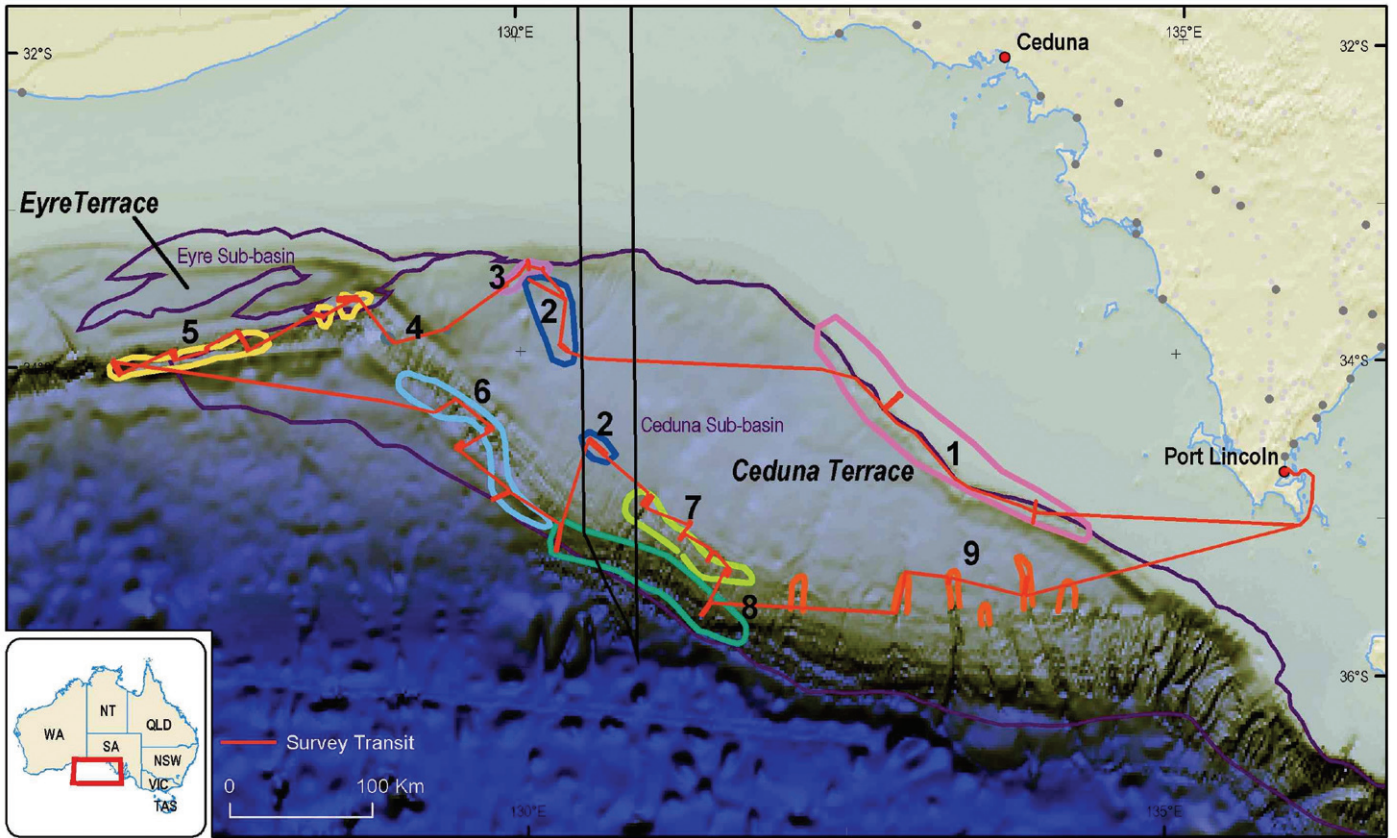 130°E
135°E
32°S
32°S
Ceduna
EyreTerrace
Eyre Sub-basin
3
2
4
5
34°S
6
2
Ceduna Sub-basin
1
Ceduna Terrace
Port Lincoln
7
9
8
36°S
WA
NT
QLD
SA
NSW
VIC
TAS
Survey Transit
0
100 Km
130°E
135°E